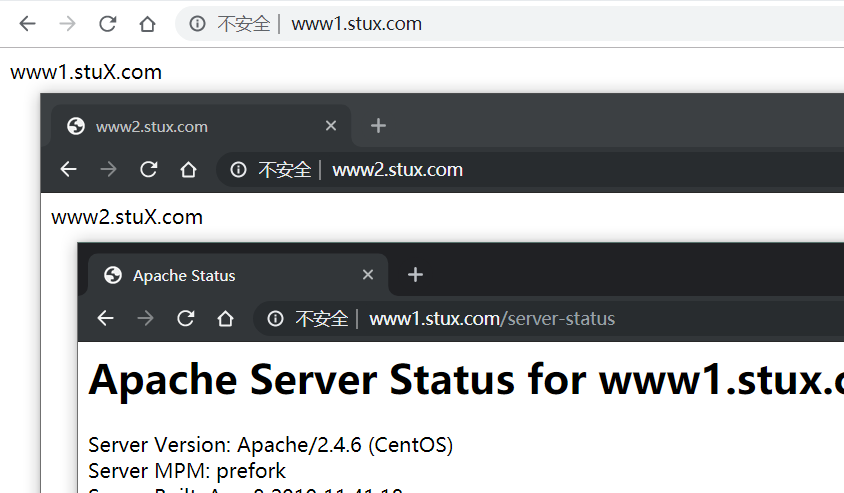 不安全 | www1.stux.com
www1.stuX.com
www2.stux.com
不安全 | www2.stux.com
www2.stuX.com
Apache Status
不安全 | www1.stux.com/server-status
Apache Server Status for www1.stux.c
Server Version: Apache/2.4.6 (CentOS)
Server MPM: prefork